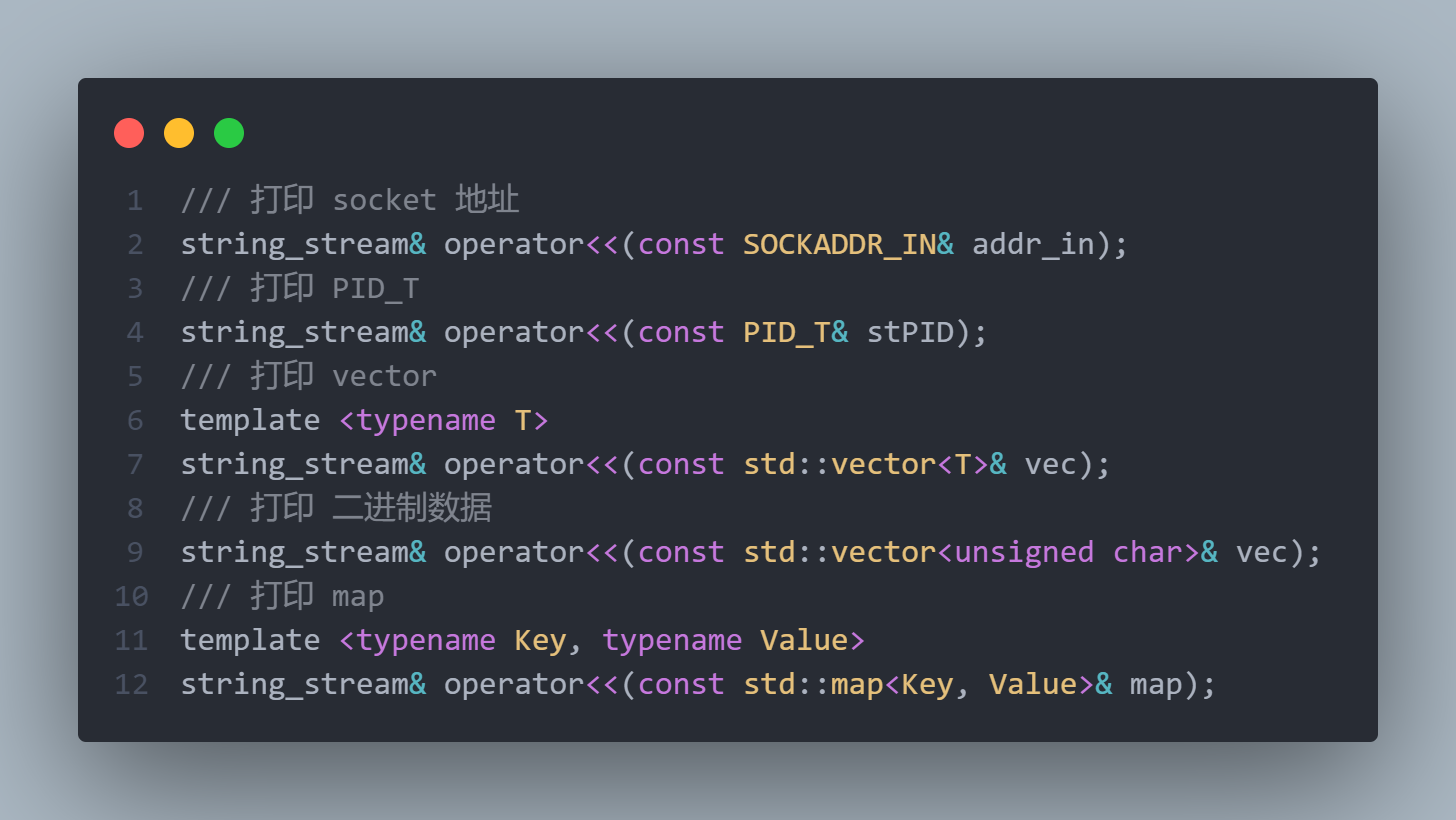 1 /// 打印 socket 地址
2 string_stream& operator<<(const SOCKADDR_IN& addr_in);
3 /// 打印 PID_T
4 string_stream& operator<<(const PID_T& stPID);
5 /// 打印 vector
6 template <typename T>
7 string_stream& operator<<(const std::vector<T>& vec);
8 /// 打印 二进制数据
9 string_stream& operator<<(const std::vector<unsigned char>& vec);
10 /// 打印 map
11 template <typename Key, typename Value>
12 string_stream& operator<<(const std::map<Key, Value>& map);